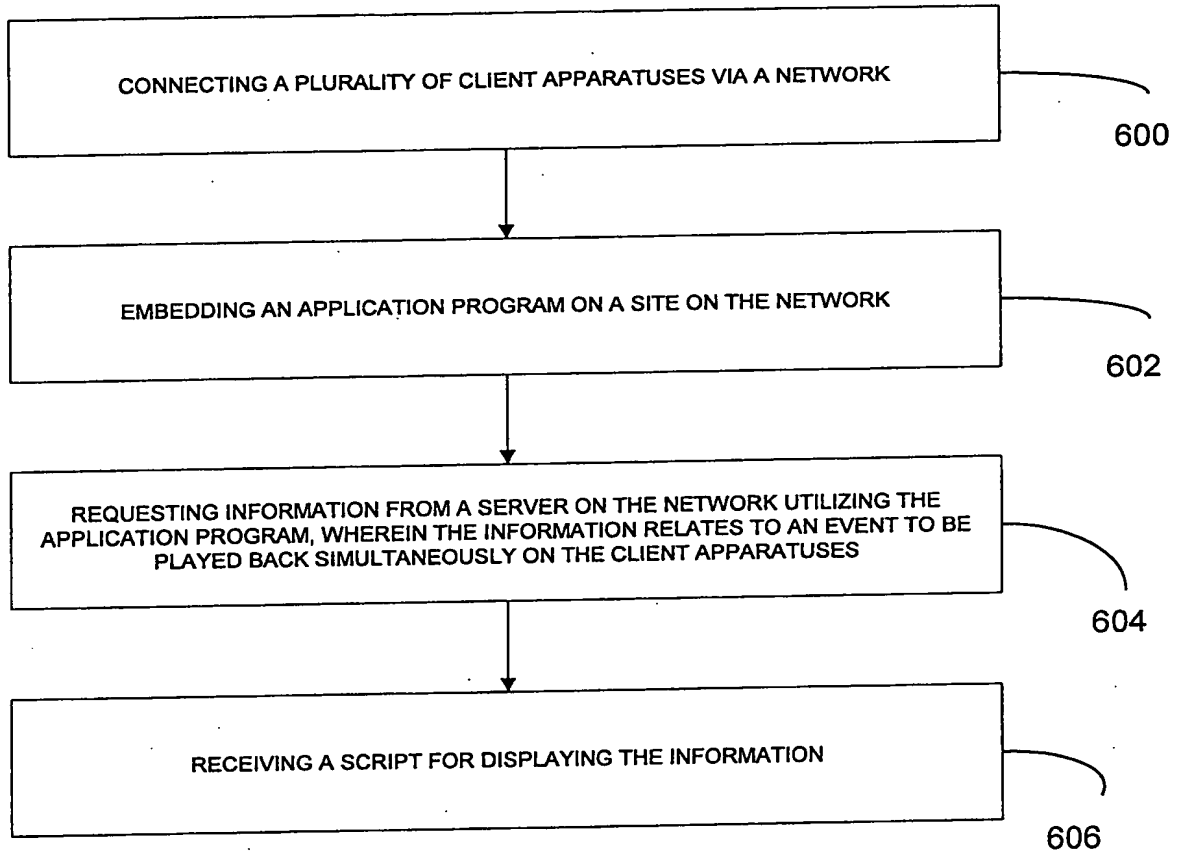 CONNECTING A PLURALITY OF CLIENT APPARATUSES VIA A NETWORK
600
EMBEDDING AN APPLICATION PROGRAM ON A SITE ON THE NETWORK
602
REQUESTING INFORMATION FROM A SERVER ON THE NETWORK UTILIZING THE
APPLICATION PROGRAM, WHEREIN THE INFORMATION RELATES TO AN EVENT TO BE
PLAYED BACK SIMULTANEOUSLY ON THE CLIENT APPARATUSES
604
RECEIVING A SCRIPT FOR DISPLAYING THE INFORMATION
606